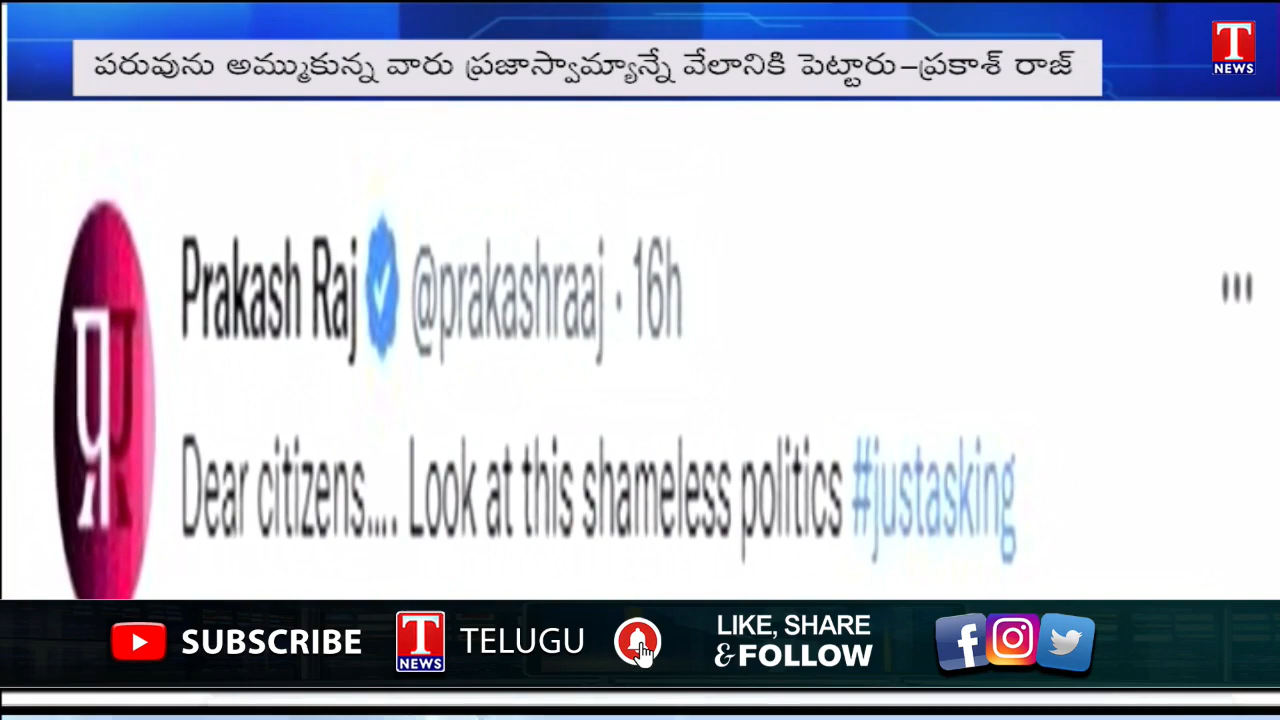 పరువును అమ్ముకున్న వారు ప్రజాస్వామ్యాన్నే వేలానికి పెట్టారు-ప్రకాశ్ రాజ్
T
NEWS
Prakash Raj @prakashraaj · 16h
Dear citizens.... Look at this shameless politics #justasking
SUBSCRIBE
T
NEWS
TELUGU
LIKE, SHARE
& FOLLOW